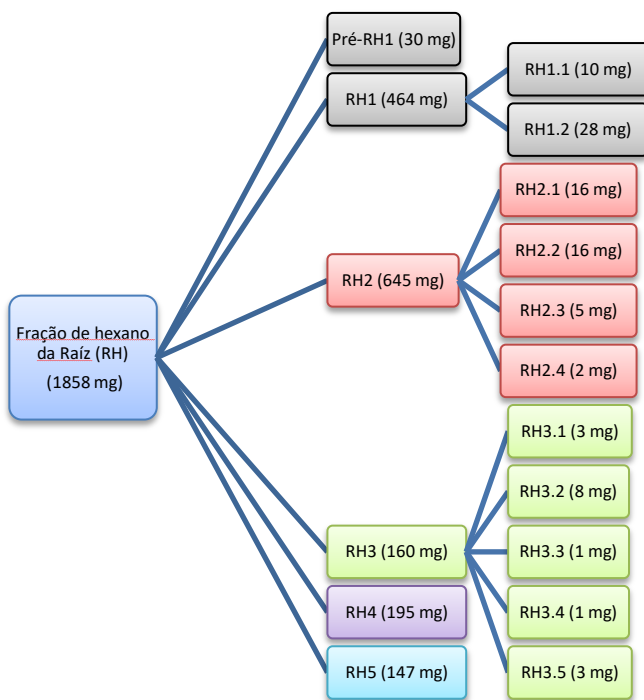 Fração de hexano
da Raíz (RH)
(1858 mg)
Pré-RH1 (30 mg)
RH1 (464 mg)
RH1.1 (10 mg)
RH1.2 (28 mg)
RH2 (645 mg)
RH2.1 (16 mg)
RH2.2 (16 mg)
RH2.3 (5 mg)
RH2.4 (2 mg)
RH3 (160 mg)
RH3.1 (3 mg)
RH3.2 (8 mg)
RH3.3 (1 mg)
RH3.4 (1 mg)
RH3.5 (3 mg)
RH4 (195 mg)
RH5 (147 mg)